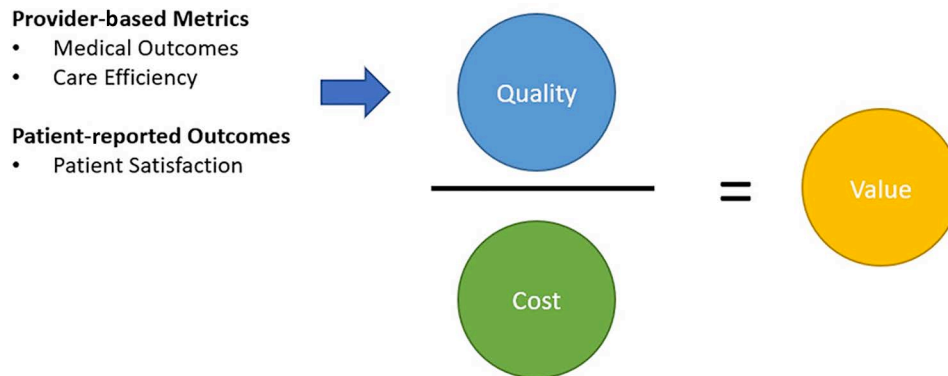 Provider-based Metrics
• Medical Outcomes
• Care Efficiency
Patient-reported Outcomes
• Patient Satisfaction
Quality
=
Value
Cost